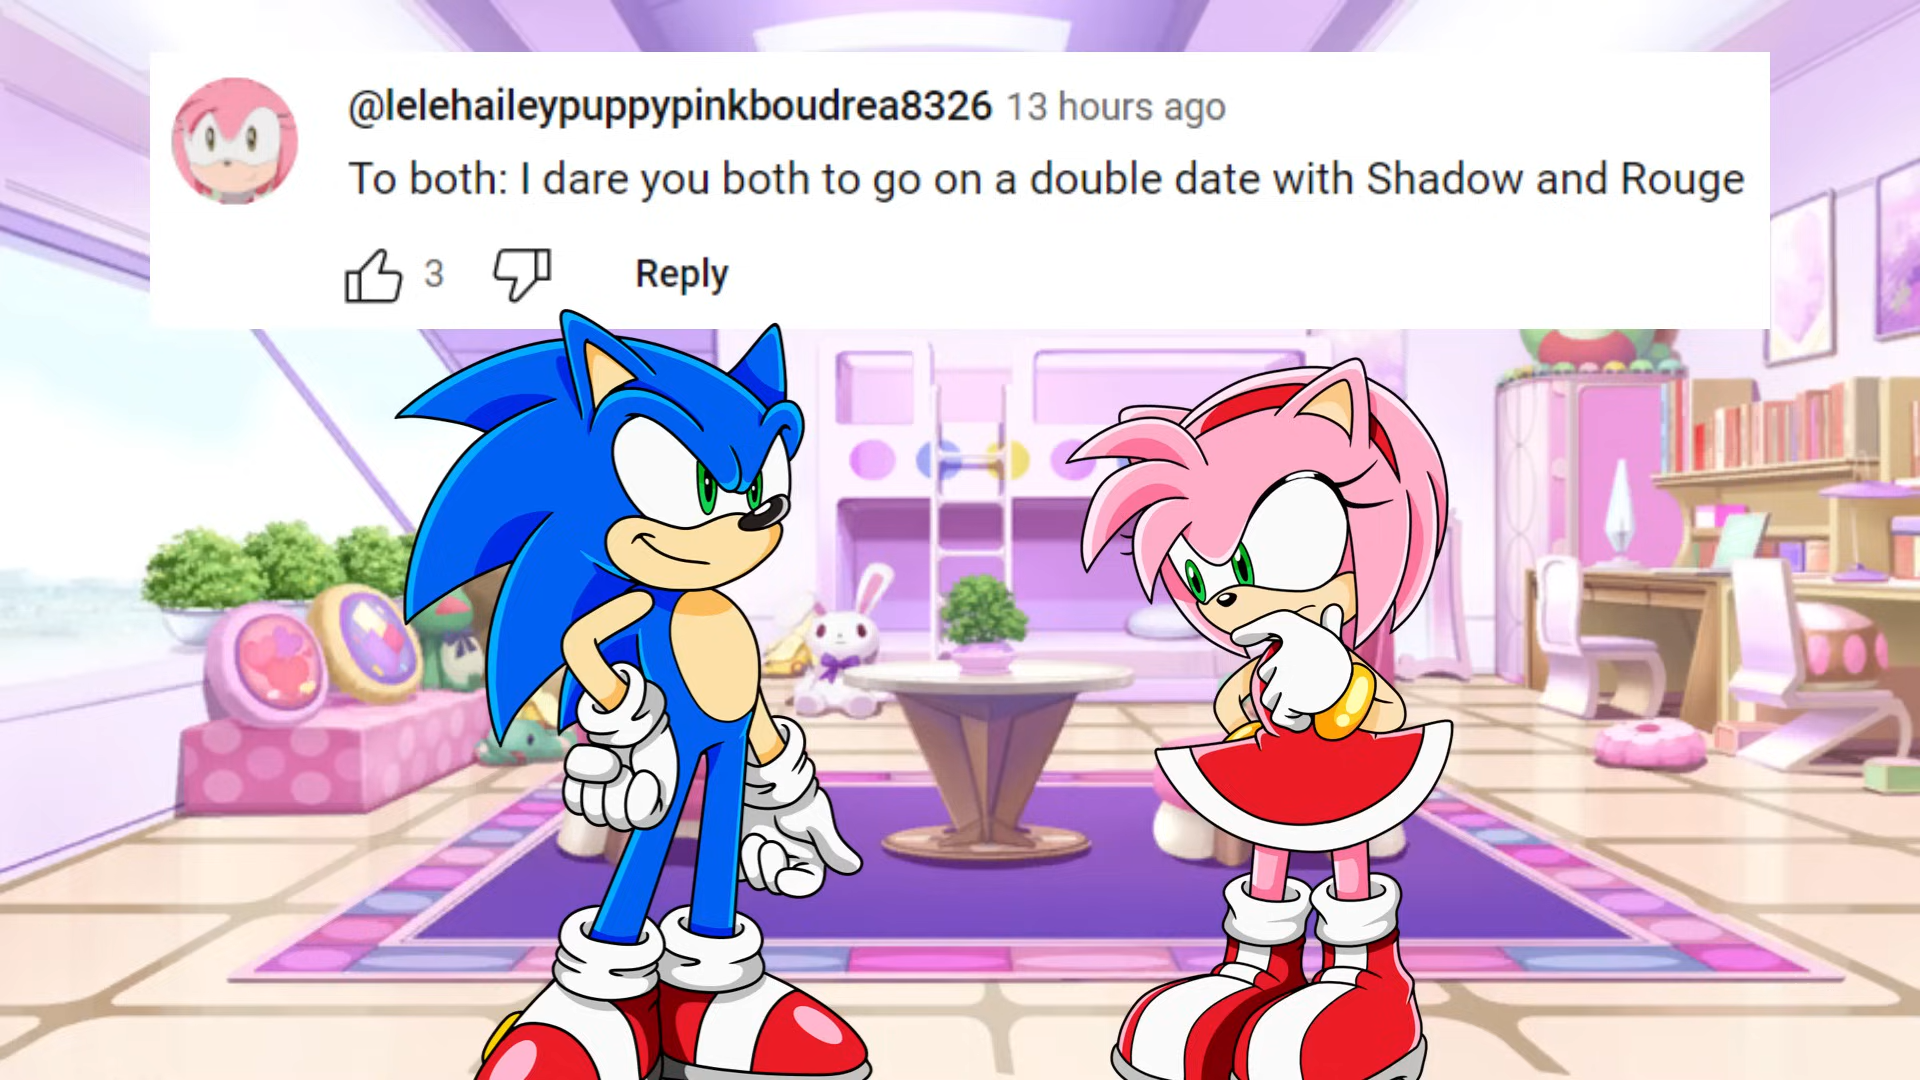 @lelehaileypuppypinkboudrea8326 13 hours ago
To both: I dare you both to go on a double date with Shadow and Rouge
3 Reply